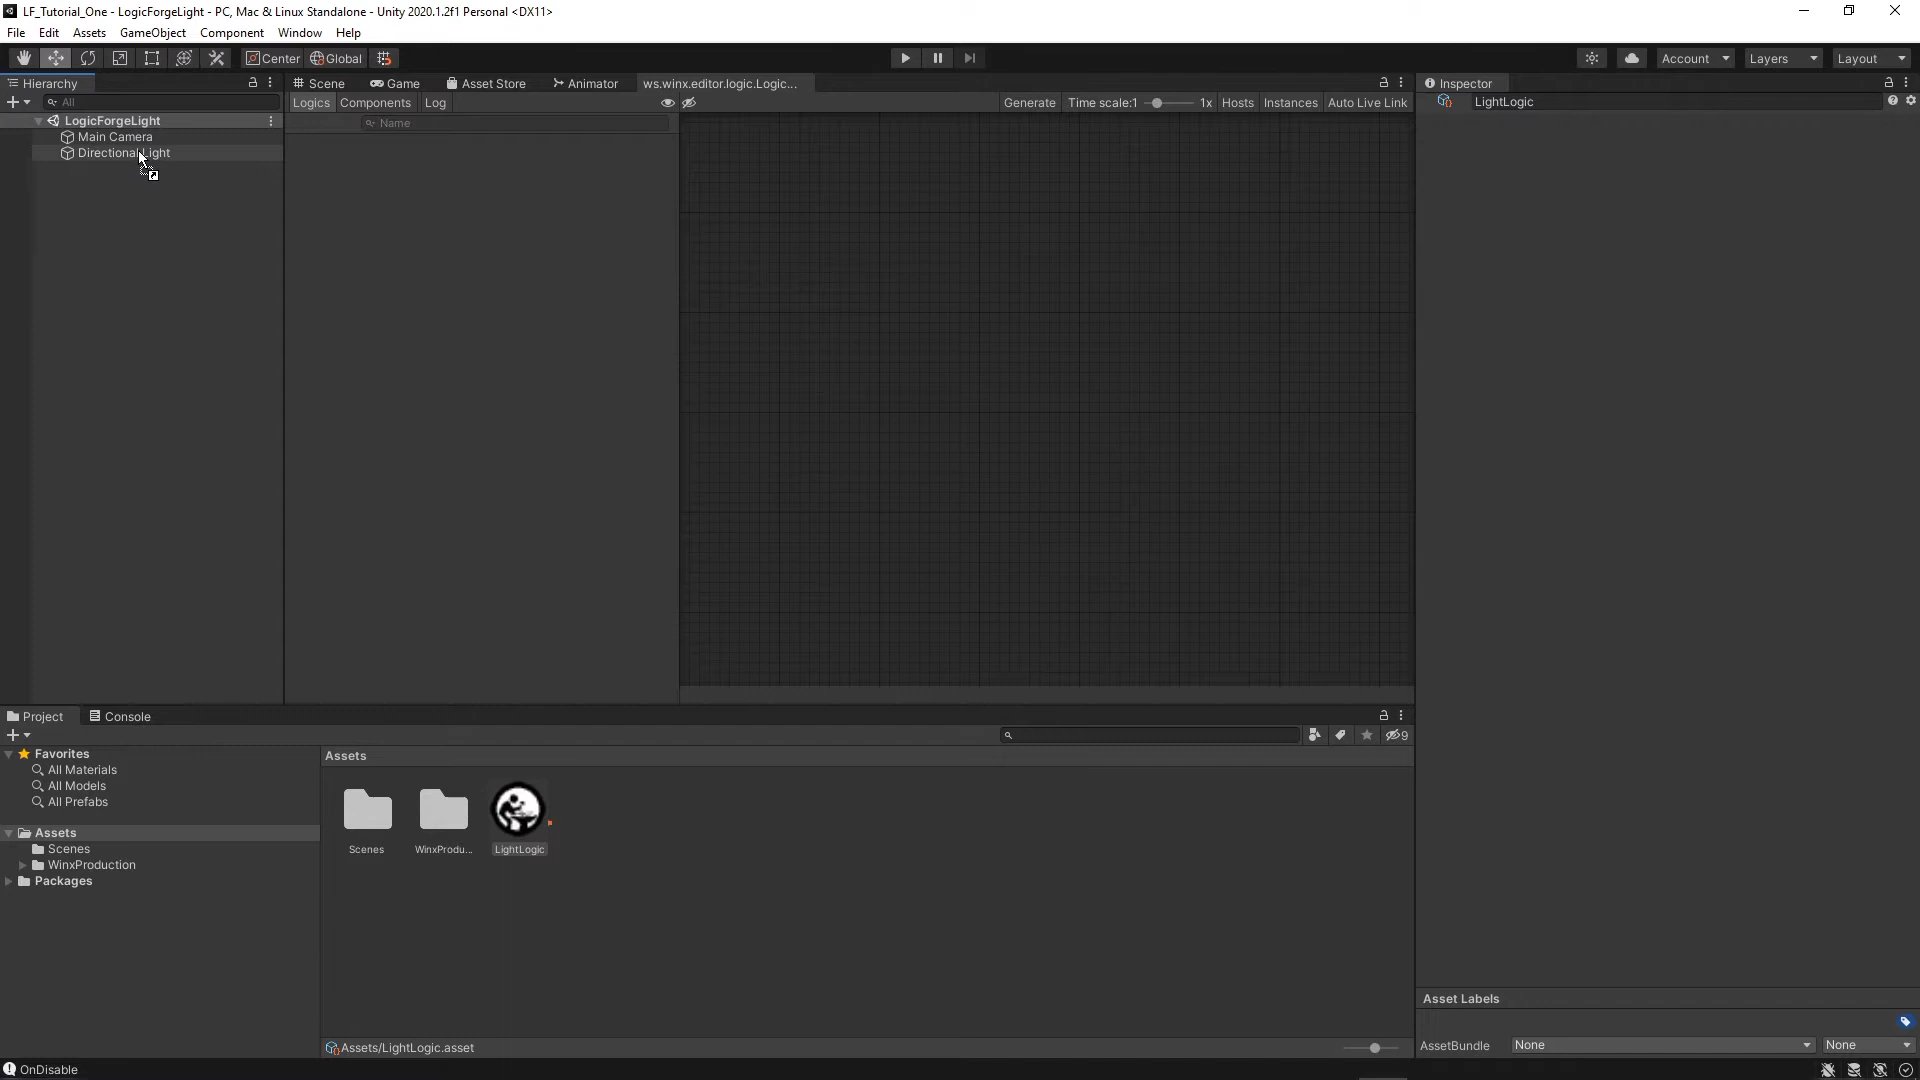 LF_Tutorial_One - LogicForgeLight - PC, Mac & Linux Standalone - Unity 2020.1.2f1 Personal <DX11>
File Edit Assets GameObject Component Window Help
Center Global Account Layers Layout
Hierarchy Scene Game Asset Store Animator ws.winx.editor.logic.Logic... Inspector
All Logics Components Log Generate Time scale:1 1x Hosts Instances Auto Live Link LightLogic
LogicForgeLight Name
Main Camera
Directional Light
Project Console
9
Favorites Assets
All Materials
All Models
All Prefabs
Assets
Scenes Scenes WinxProdu... LightLogic
WinxProduction
Packages
Asset Labels
Assets/LightLogic.asset AssetBundle None None
OnDisable